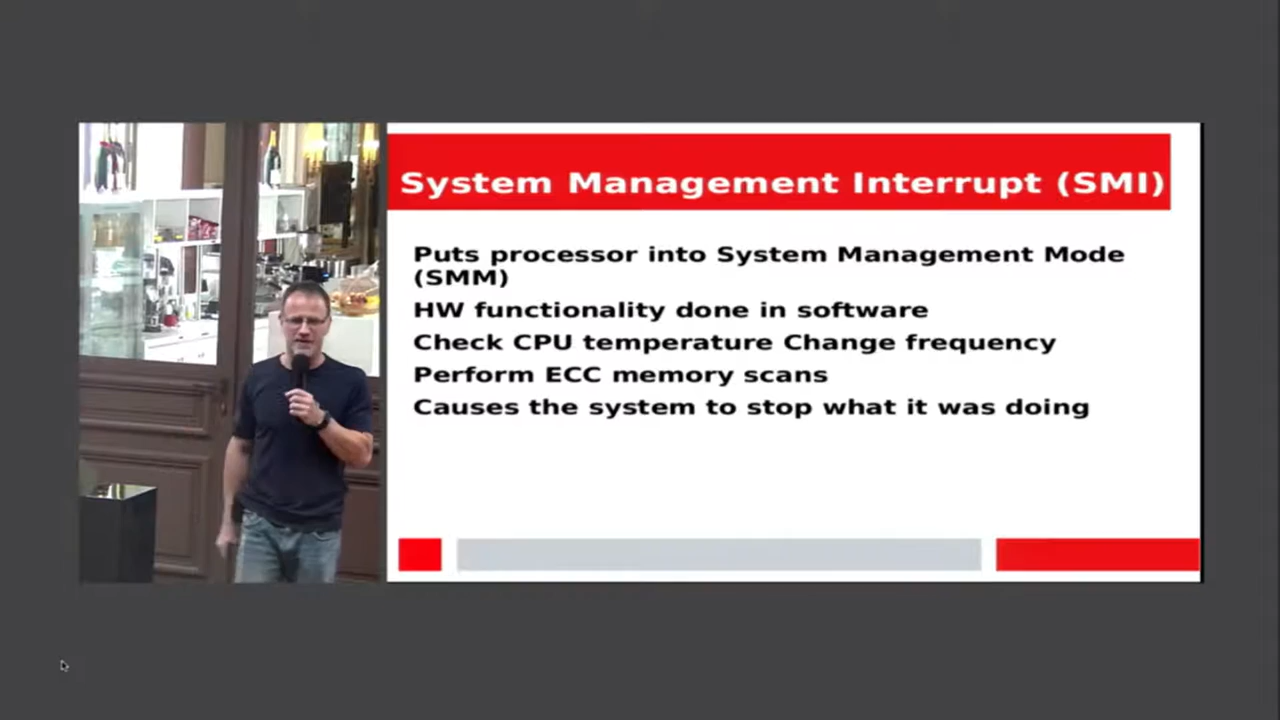 System Management Interrupt (SMI)
Puts processor into System Management Mode
(SMM)
HW functionality done in software
Check CPU temperature Change frequency
Perform ECC memory scans
Causes the system to stop what it was doing